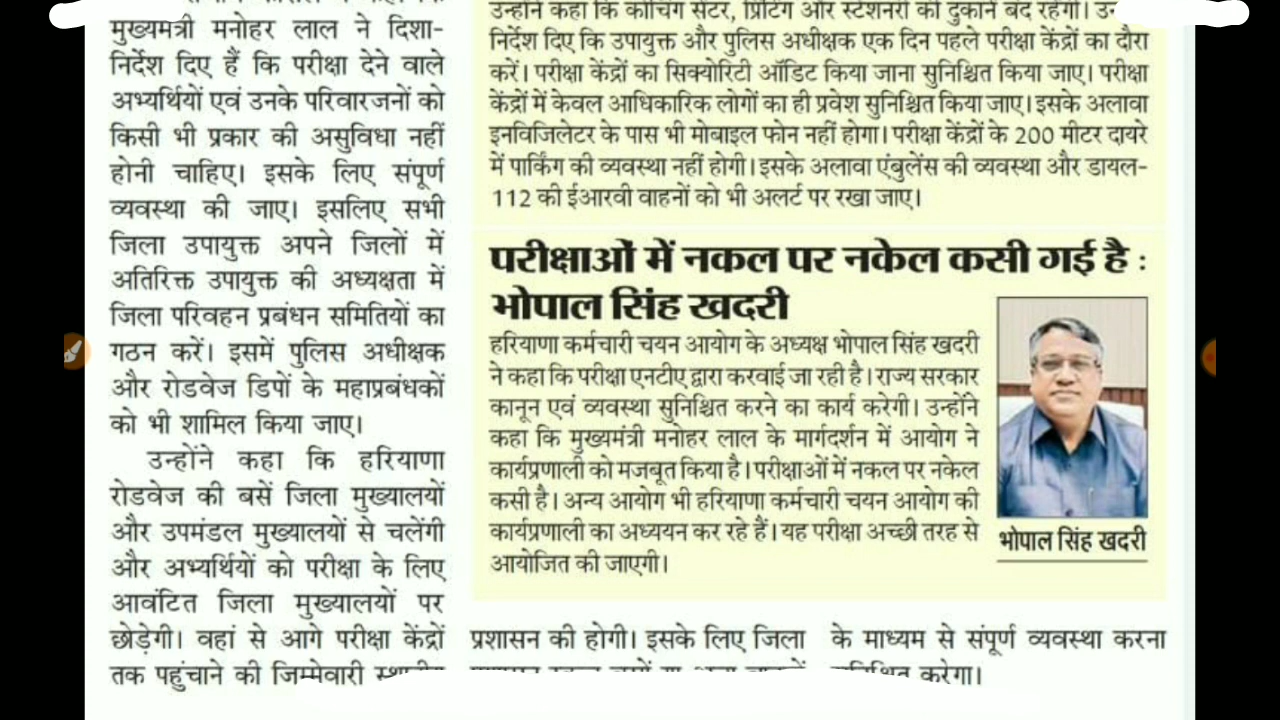 मुख्यमंत्री मनोहर लाल ने दिशा-
निर्देश दिए हैं कि परीक्षा देने वाले
अभ्यर्थियों एवं उनके परिवारजनों को
किसी भी प्रकार की असुविधा नहीं
होनी चाहिए। इसके लिए संपूर्ण
व्यवस्था की जाए। इसलिए सभी
जिला उपायुक्त अपने जिलों में
अतिरिक्त उपायुक्त की अध्यक्षता में
जिला परिवहन प्रबंधन समितियों का
गठन करें। इसमें पुलिस अधीक्षक
और रोडवेज डिपों के महाप्रबंधकों
को भी शामिल किया जाए।
उन्होंने कहा कि हरियाणा
रोडवेज की बसें जिला मुख्यालयों
और उपमंडल मुख्यालयों से चलेंगी
और अभ्यर्थियों को परीक्षा के लिए
आवंटित जिला मुख्यालयों पर
छोड़ेगी। वहां से आगे परीक्षा केंद्रों
तक पहुंचाने की जिम्मेवारी
उन्होंने कहा कि कोचिंग सेंटर, प्रिंटिंग और स्टेशनरी की दुकानें बंद रहेंगी।
निर्देश दिए कि उपायुक्त और पुलिस अधीक्षक एक दिन पहले परीक्षा केंद्रों का दौरा
करें। परीक्षा केंद्रों का सिक्योरिटी ऑडिट किया जाना सुनिश्चित किया जाए। परीक्षा
केंद्रों में केवल आधिकारिक लोगों का ही प्रवेश सुनिश्चित किया जाए। इसके अलावा
इनविजिलेटर के पास भी मोबाइल फोन नहीं होगा। परीक्षा केंद्रों के 200 मीटर दायरे
में पार्किंग की व्यवस्था नहीं होगी। इसके अलावा एंबुलेंस की व्यवस्था और डायल-
112 की ईआरवी वाहनों को भी अलर्ट पर रखा जाए।
परीक्षाओं में नकल पर नकेल कसी गई है :
भोपाल सिंह खदरी
हरियाणा कर्मचारी चयन आयोग के अध्यक्ष भोपाल सिंह खदरी
ने कहा कि परीक्षा एनटीए द्वारा करवाई जा रही है। राज्य सरकार
कानून एवं व्यवस्था सुनिश्चित करने का कार्य करेगी। उन्होंने
कहा कि मुख्यमंत्री मनोहर लाल के मार्गदर्शन में आयोग ने
कार्यप्रणाली को मजबूत किया है। परीक्षाओं में नकल पर नकेल
कसी है। अन्य आयोग भी हरियाणा कर्मचारी चयन आयोग की
कार्यप्रणाली का अध्ययन कर रहे हैं। यह परीक्षा अच्छी तरह से
आयोजित की जाएगी।
भोपाल सिंह खदरी
प्रशासन की होगी। इसके लिए जिला
के माध्यम से संपूर्ण व्यवस्था करना
करेगा।